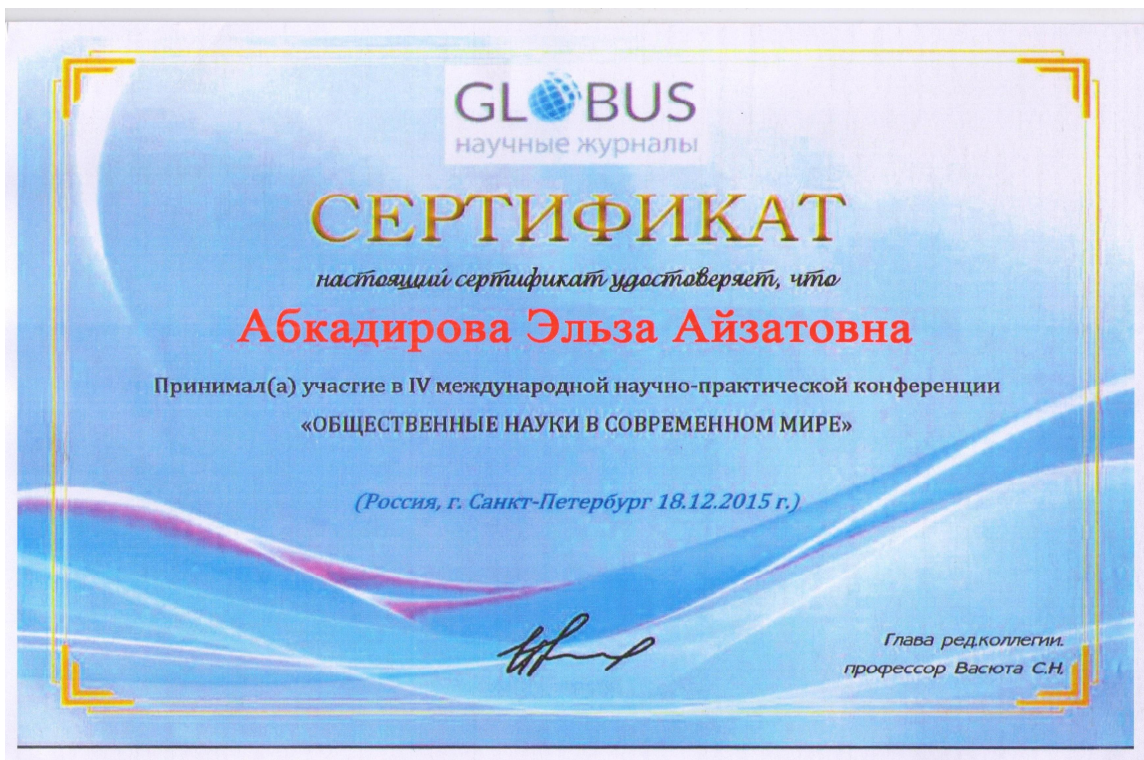 GLOBUS
научные журналы
СЕРТИФИКАТ
настоящий сертификат удостоверяет, что
Абкадирова Эльза Айзатовна
Принимал(а) участие в IV международной научно-практической конференции
«ОБЩЕСТВЕННЫЕ НАУКИ В СОВРЕМЕННОМ МИРЕ»
(Россия, г. Санкт-Петербург 18.12.2015 г.)
Глава ред.коллегии.
профессор Васюта С.Н.